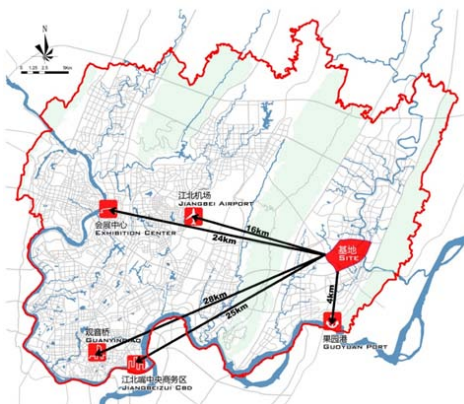 N
0 1.25 2.5 5Km
江北机场
JIANGBEI AIRPORT
会展中心
EXHIBITION CENTER
16km
24km
基地
SITE
28km
25km
4km
观音桥
GUANYINQIAO
果园港
GUOYUAN PORT
江北嘴中央商务区
JIANGBEIZUI CBD